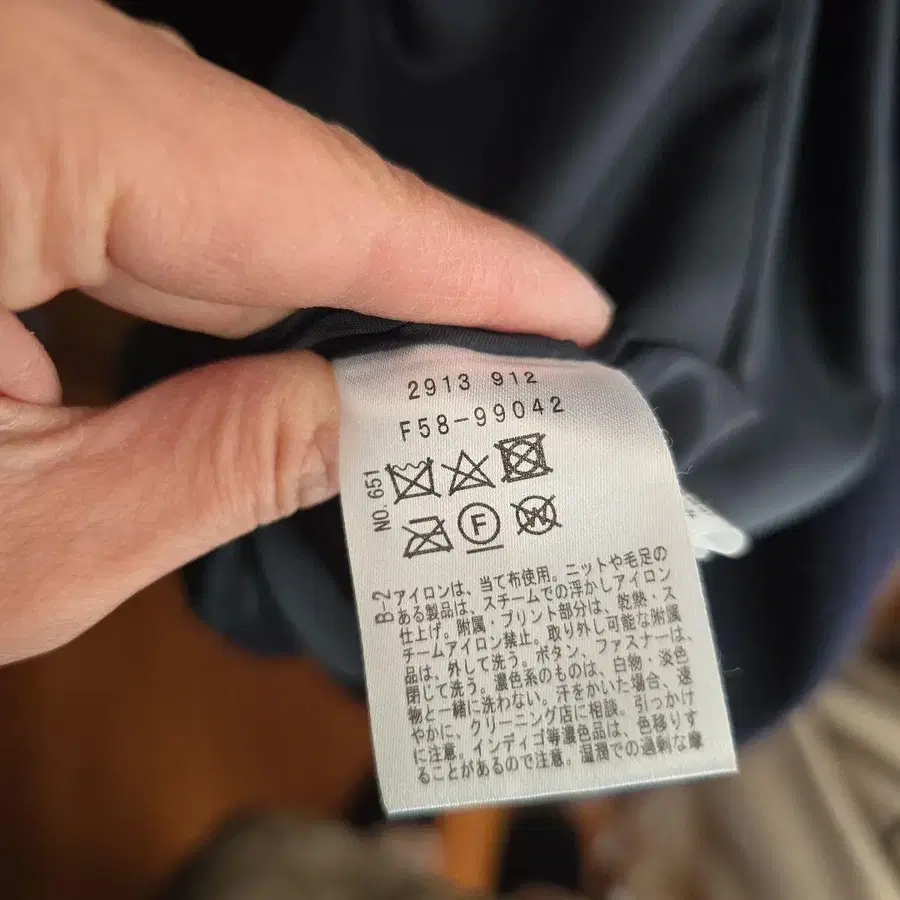 2913 912
F58-99042
NO. 651
F
W
B-2
アイロンは、当て布使用。ニットや毛足の
ある製品は、スチームでの浮かしアイロン
仕上げ。附属・プリント部分は、乾熱・ス
チームアイロン禁止。取り外し可能な附属
品は、外して洗う。ボタン、ファスナーは、
閉じて洗う。濃色系のものは、白物・淡色
物と一緒に洗わない。汗をかいた場合、速
やかに、クリーニング店に相談。引っかけ
に注意。インディゴ等濃色品は、色移りす
ることがあるので注意。湿潤での過剰な摩